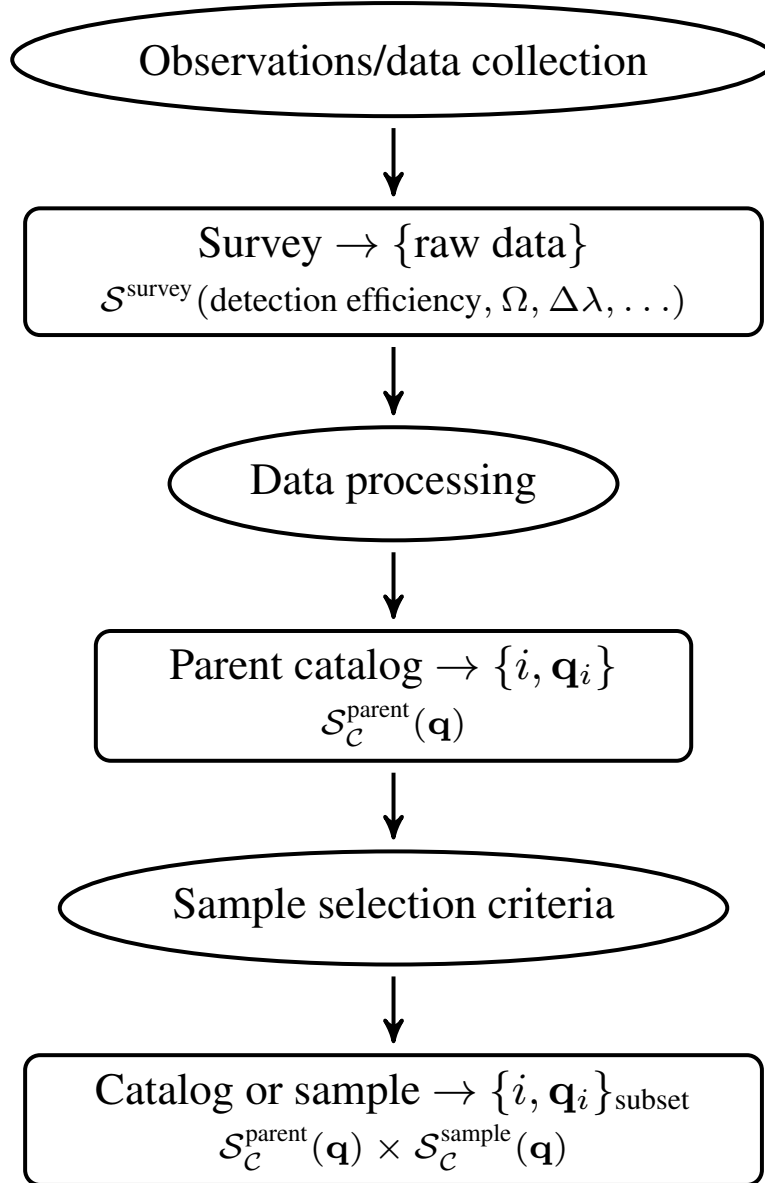 Observations/data collection
Survey → {raw data}
𝒮^survey(detection efficiency, Ω, Δλ, . . .)
Data processing
Parent catalog → {i, 𝐪_i}
𝒮_𝒞^parent(𝐪)
Sample selection criteria
Catalog or sample → {i, 𝐪_i}_subset
𝒮_𝒞^parent(𝐪) × 𝒮_𝒞^sample(𝐪)